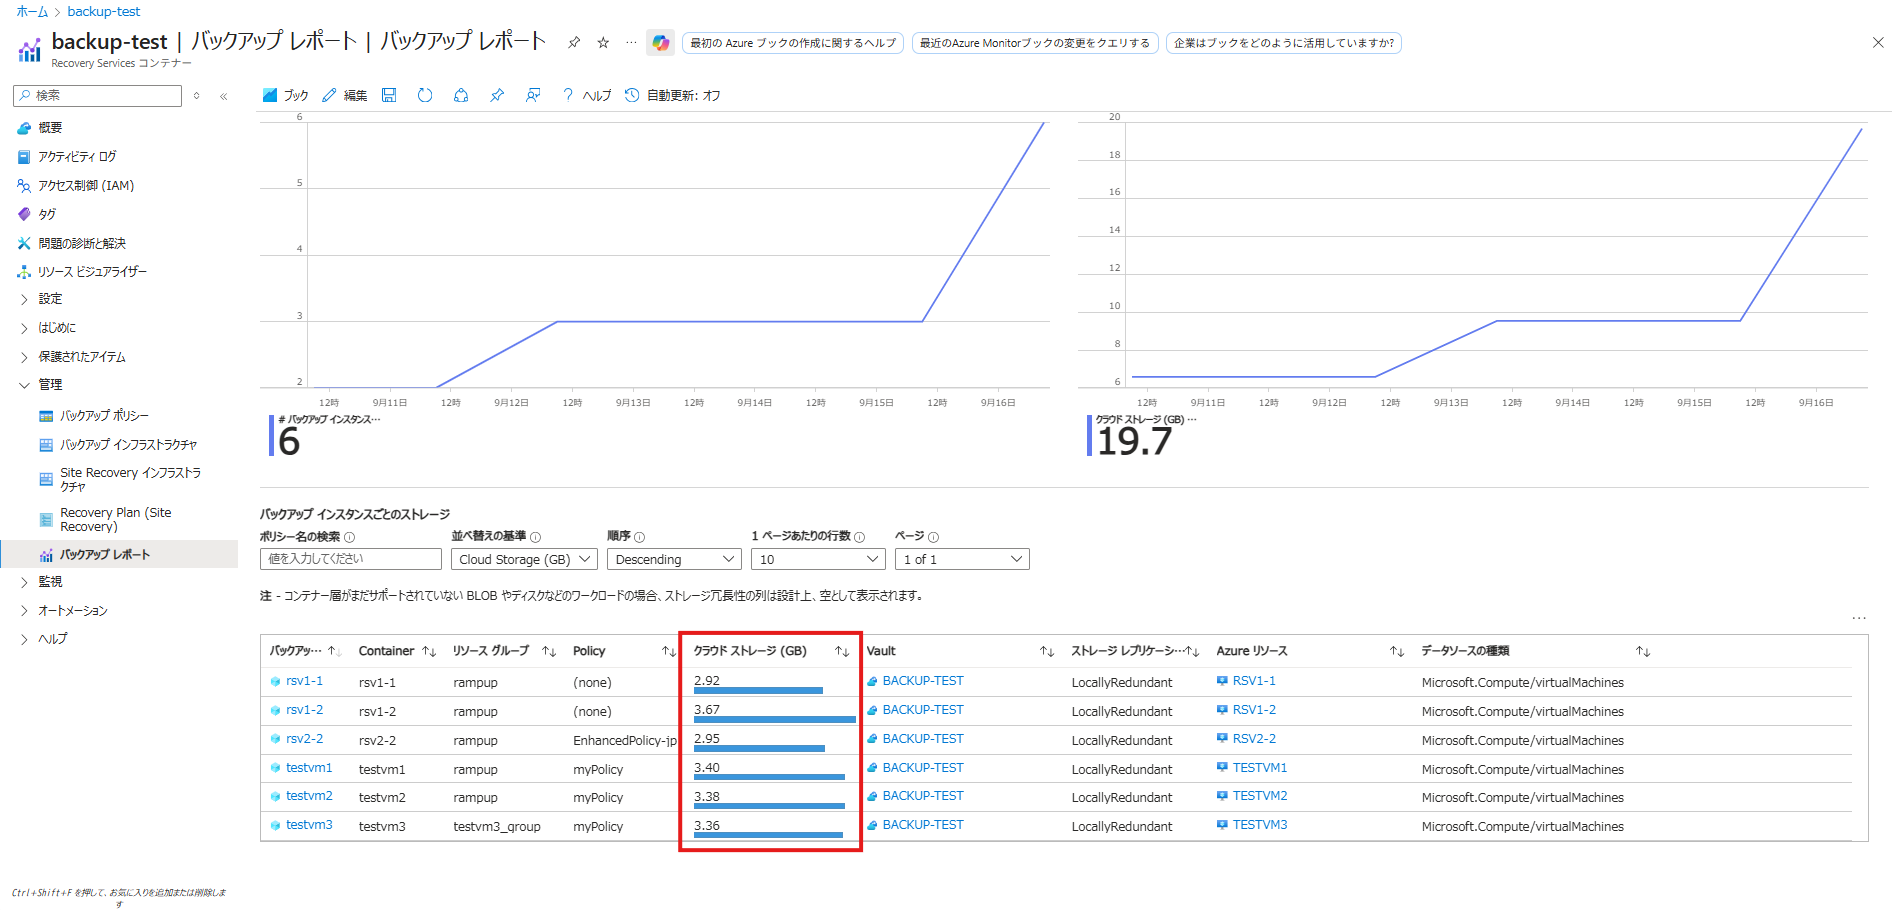 ホーム > backup-test
backup-test | バックアップ レポート | バックアップ レポート
最初の Azure ブックの作成に関するヘルプ
最近のAzure Monitorブックの変更をクエリする
企業はブックをどのように活用していますか?
Recovery Services コンテナー
検索
ブック
編集
ヘルプ
自動更新: オフ
概要
アクティビティ ログ
アクセス制御 (IAM)
タグ
問題の診断と解決
リソース ビジュアライザー
設定
はじめに
保護されたアイテム
管理
バックアップ ポリシー
バックアップ インフラストラクチャ
Site Recovery インフラストラ
クチャ
Recovery Plan (Site
Recovery)
バックアップ レポート
監視
オートメーション
ヘルプ
Ctrl+Shift+F を押して、お気に入りを追加または削除しま
す
6
5
4
3
2
12時 9月11日 12時 9月12日 12時 9月13日 12時 9月14日 12時 9月15日 12時 9月16日
# バックアップ インスタンス…
6
20
18
16
14
12
10
8
6
12時 9月11日 12時 9月12日 12時 9月13日 12時 9月14日 12時 9月15日 12時 9月16日
クラウド ストレージ (GB) …
19.7
バックアップ インスタンスごとのストレージ
ポリシー名の検索 並べ替えの基準 順序 1 ページあたりの行数 ページ
値を入力してください Cloud Storage (GB) Descending 10 1 of 1
注 - コンテナー層がまだサポートされていない BLOB やディスクなどのワークロードの場合、ストレージ冗長性の列は設計上、空として表示されます。
バックアッ… Container リソース グループ Policy クラウド ストレージ (GB) Vault ストレージ レプリケーシ… Azure リソース データソースの種類
rsv1-1 rsv1-1 rampup (none) 2.92 BACKUP-TEST LocallyRedundant RSV1-1 Microsoft.Compute/virtualMachines
rsv1-2 rsv1-2 rampup (none) 3.67 BACKUP-TEST LocallyRedundant RSV1-2 Microsoft.Compute/virtualMachines
rsv2-2 rsv2-2 rampup EnhancedPolicy-jp 2.95 BACKUP-TEST LocallyRedundant RSV2-2 Microsoft.Compute/virtualMachines
testvm1 testvm1 rampup myPolicy 3.40 BACKUP-TEST LocallyRedundant TESTVM1 Microsoft.Compute/virtualMachines
testvm2 testvm2 rampup myPolicy 3.38 BACKUP-TEST LocallyRedundant TESTVM2 Microsoft.Compute/virtualMachines
testvm3 testvm3 testvm3_group myPolicy 3.36 BACKUP-TEST LocallyRedundant TESTVM3 Microsoft.Compute/virtualMachines